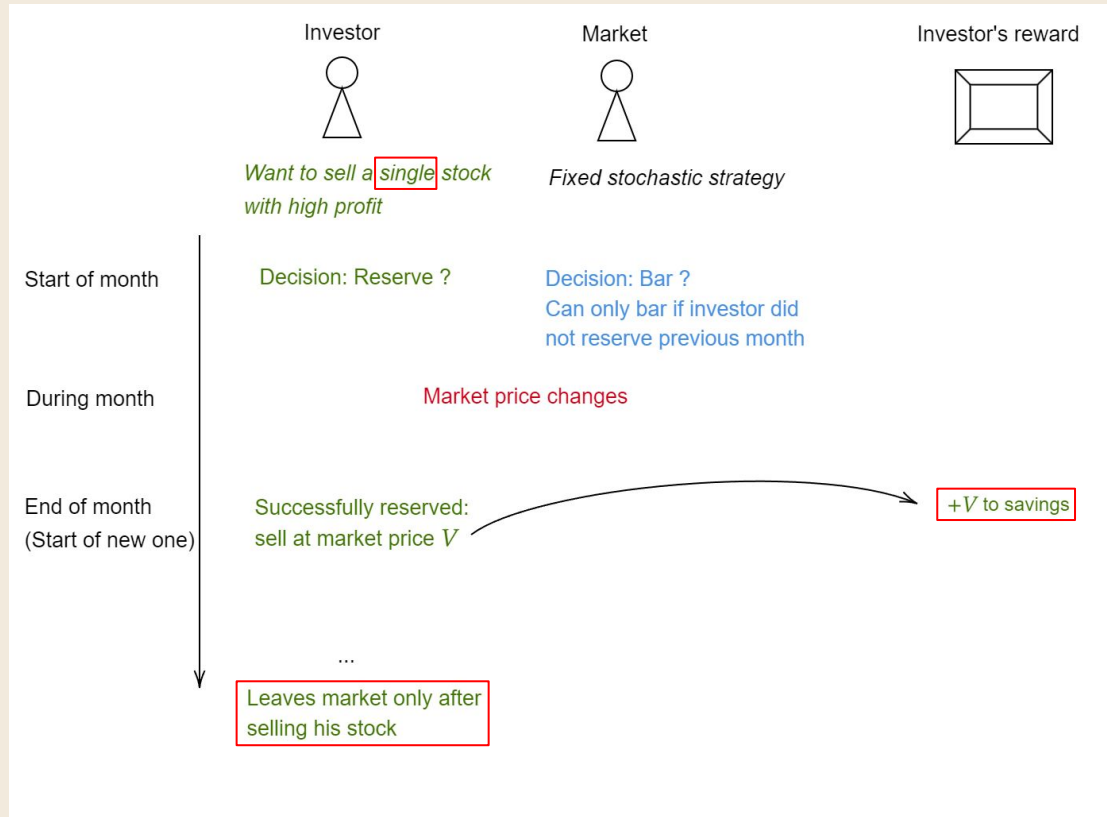 Investor
Market
Investor's reward
Want to sell a single stock
with high profit
Fixed stochastic strategy
Start of month
Decision: Reserve ?
Decision: Bar ?
Can only bar if investor did
not reserve previous month
During month
Market price changes
End of month
(Start of new one)
Successfully reserved:
sell at market price V
+V to savings
...
Leaves market only after
selling his stock